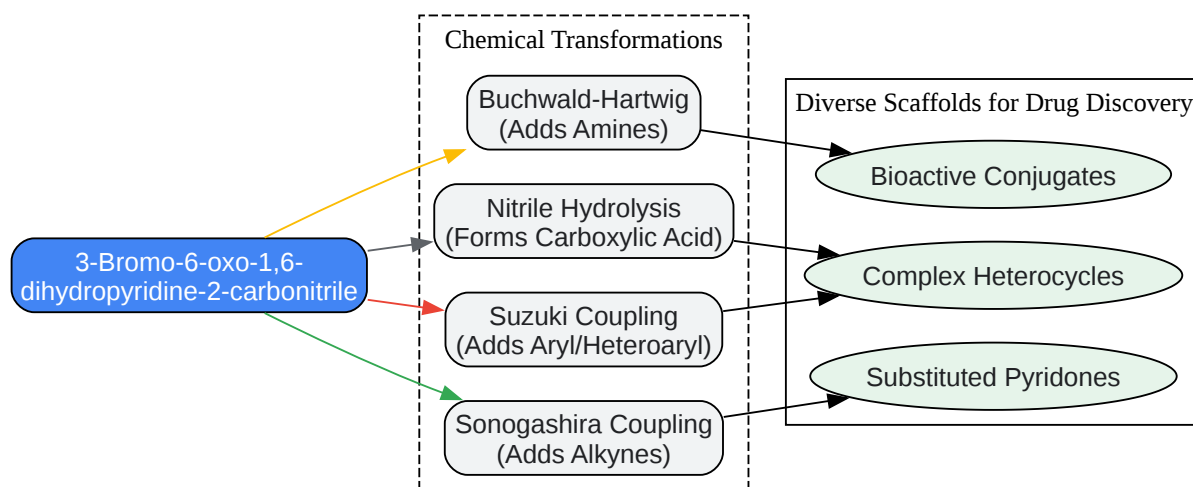 Chemical Transformations
Diverse Scaffolds for Drug Discovery
3-Bromo-6-oxo-1,6-
dihydropyridine-2-carbonitrile
Buchwald-Hartwig
(Adds Amines)
Nitrile Hydrolysis
(Forms Carboxylic Acid)
Suzuki Coupling
(Adds Aryl/Heteroaryl)
Sonogashira Coupling
(Adds Alkynes)
Bioactive Conjugates
Complex Heterocycles
Substituted Pyridones